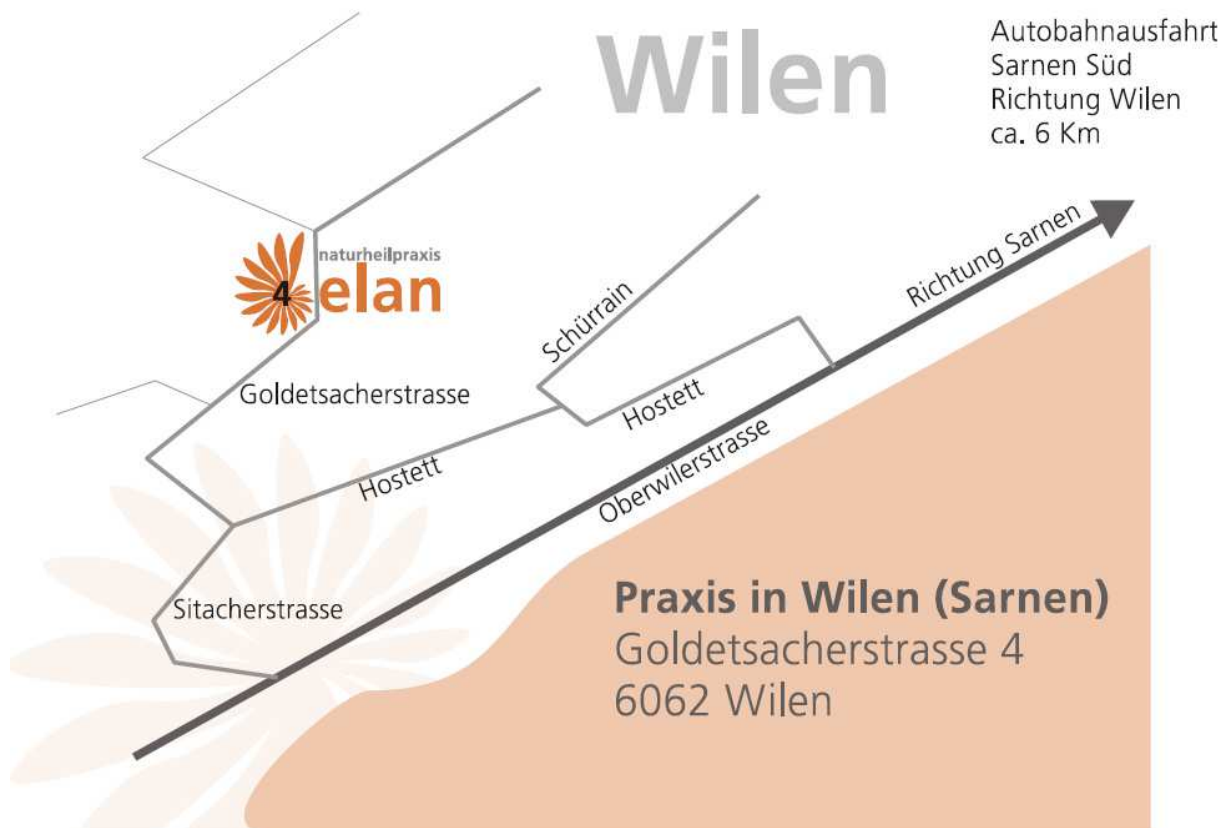 Wilen
Autobahnausfahrt
Sarnen Süd
Richtung Wilen
ca. 6 Km
Richtung Sarnen
naturheilpraxis
4 elan
Schürrain
Goldetsacherstrasse
Hostett
Hostett
Oberwilerstrasse
Sitacherstrasse
Praxis in Wilen (Sarnen)
Goldetsacherstrasse 4
6062 Wilen